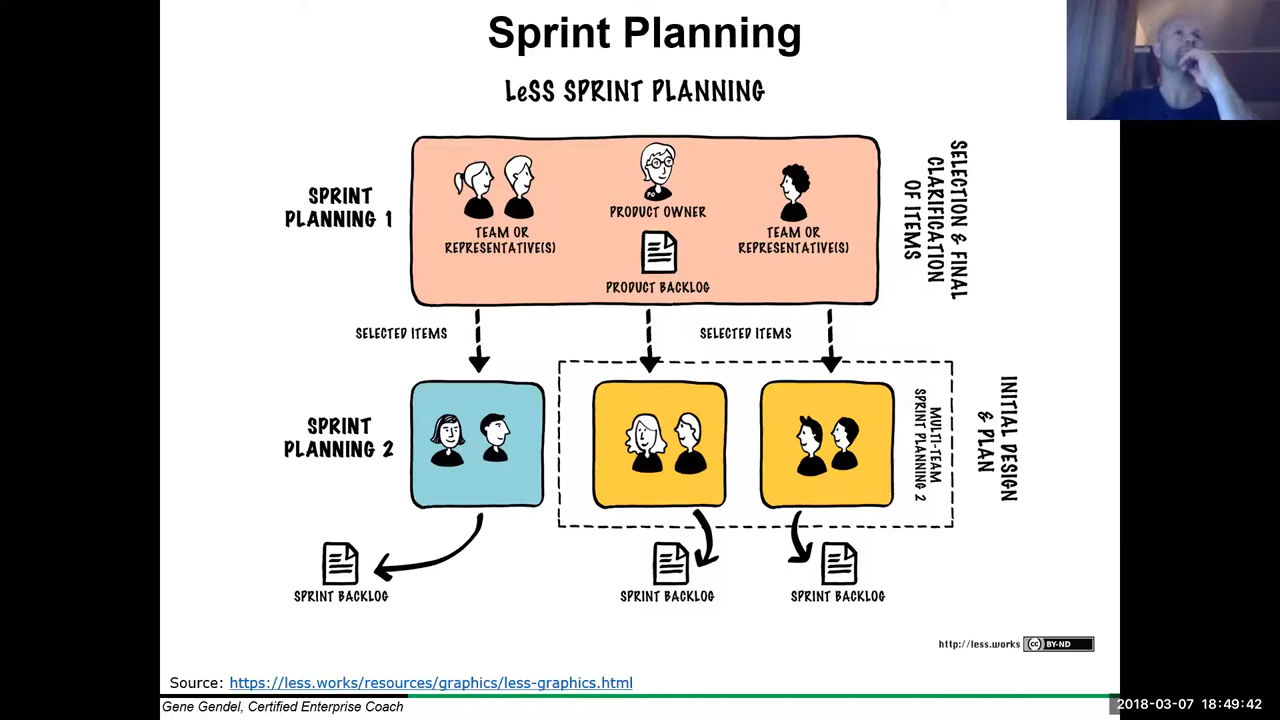 Sprint Planning
LeSS SPRINT PLANNING
SPRINT
PLANNING 1
PO
PRODUCT OWNER
TEAM OR
REPRESENTATIVE(S)
TEAM OR
REPRESENTATIVE(S)
PRODUCT BACKLOG
SELECTION & FINAL
CLARIFICATION
OF ITEMS
SELECTED ITEMS
SELECTED ITEMS
SPRINT
PLANNING 2
MULTI-TEAM
SPRINT PLANNING 2
INITIAL DESIGN
& PLAN
SPRINT BACKLOG
SPRINT BACKLOG
SPRINT BACKLOG
http://less.works cc BY-ND
Source: https://less.works/resources/graphics/less-graphics.html
Gene Gendel, Certified Enterprise Coach
2018-03-07 18:49:42